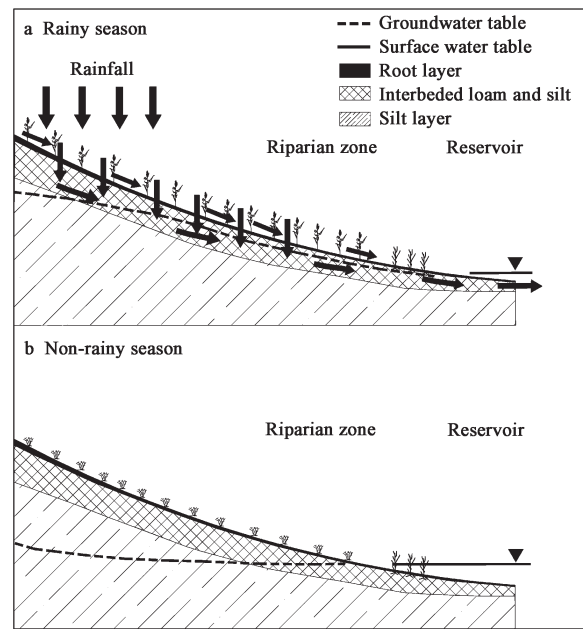 a Rainy season
Groundwater table
Surface water table
Root layer
Interbeded loam and silt
Silt layer
Rainfall
Riparian zone
Reservoir
b Non-rainy season
Riparian zone
Reservoir